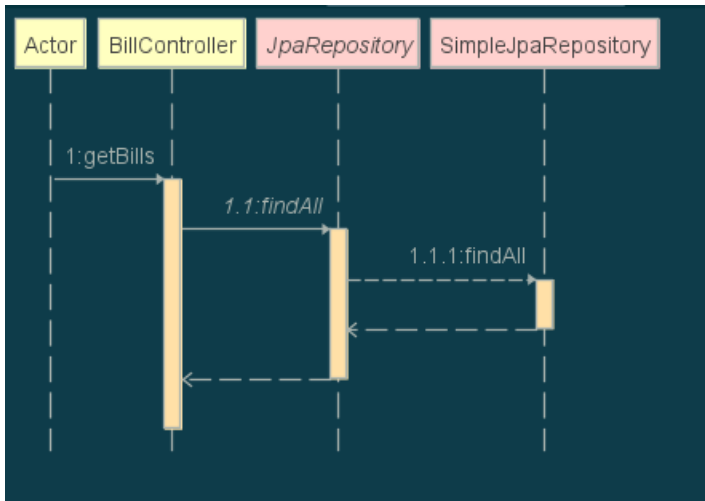 Actor
BillController
JpaRepository
SimpleJpaRepository
1:getBills
1.1:findAll
1.1.1:findAll